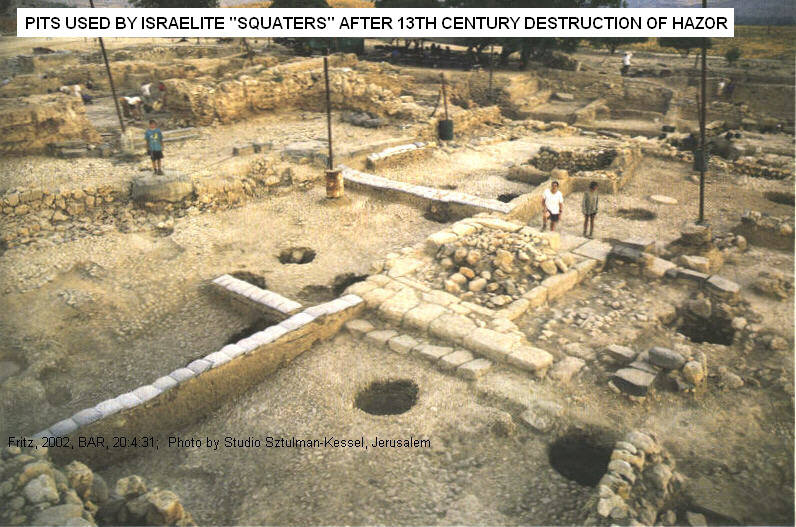 PITS USED BY ISRAELITE "SQUATERS" AFTER 13TH CENTURY DESTRUCTION OF HAZOR
Fritz, 2002, BAR, 20:4:31;  Photo by Studio Sztulman-Kessel, Jerusalem